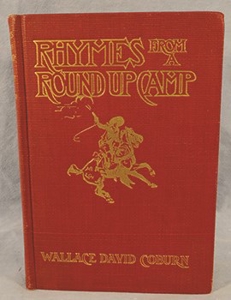 RHYMES FROM
A
ROUND UP CAMP
WALLACE DAVID COBURN